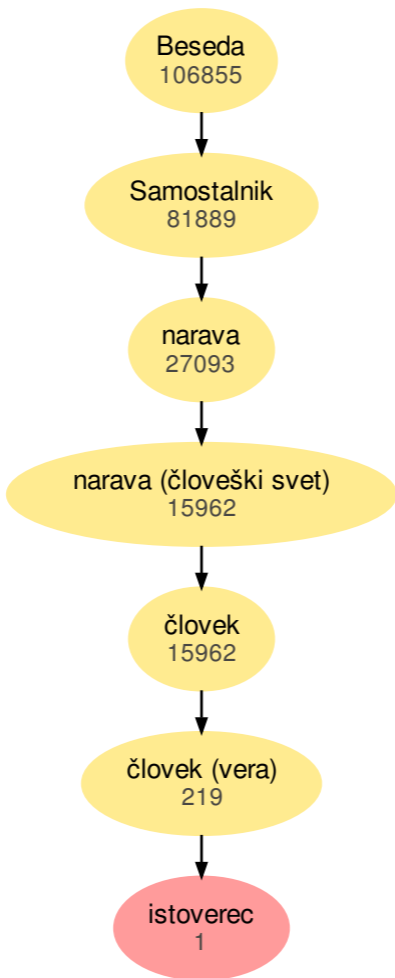 Beseda
106855
Samostalnik
81889
narava
27093
narava (človeški svet)
15962
človek
15962
človek (vera)
219
istoverec
1